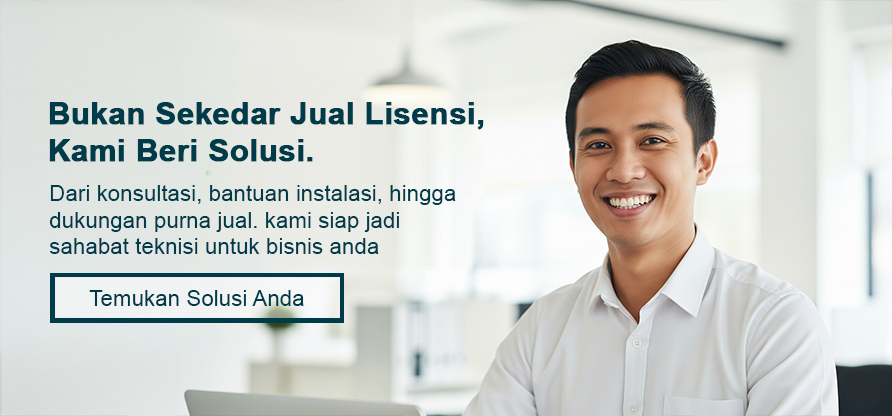 Bukan Sekedar Jual Lisensi,
Kami Beri Solusi.
Dari konsultasi, bantuan instalasi, hingga
dukungan purna jual. kami siap jadi
sahabat teknisi untuk bisnis anda
Temukan Solusi Anda